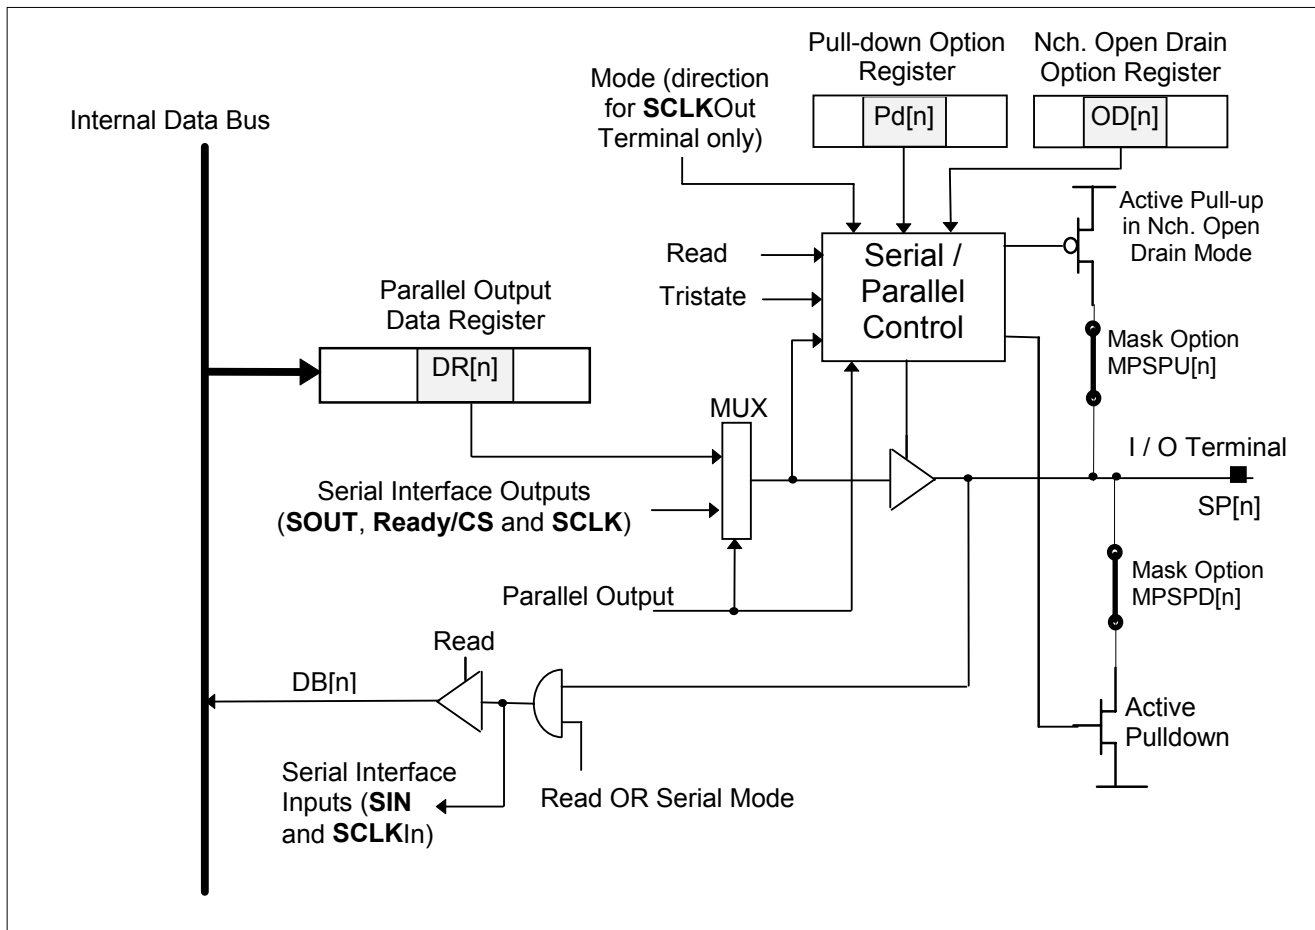 Pull-down Option
Register
Nch. Open Drain
Option Register
Mode (direction
for SCLKOut
Terminal only)
Pd[n]
OD[n]
Internal Data Bus
Active Pull-up
in Nch. Open
Drain Mode
Read
Tristate
Serial /
Parallel
Control
Parallel Output
Data Register
DR[n]
Mask Option
MPSPU[n]
MUX
I / O Terminal
SP[n]
Serial Interface Outputs
(SOUT, Ready/CS and SCLK)
Parallel Output
Mask Option
MPSPD[n]
Read
DB[n]
Active
Pulldown
Serial Interface
Inputs (SIN
and SCLKIn)
Read OR Serial Mode